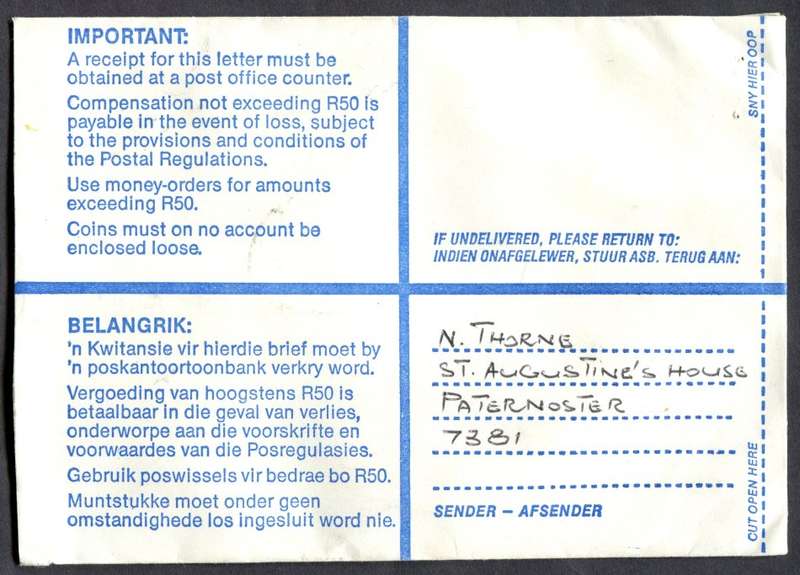 IMPORTANT:
A receipt for this letter must be
obtained at a post office counter.
Compensation not exceeding R50 is
payable in the event of loss, subject
to the provisions and conditions of
the Postal Regulations.
Use money-orders for amounts
exceeding R50.
Coins must on no account be
enclosed loose.
IF UNDELIVERED, PLEASE RETURN TO:
INDIEN ONAFGELEWER, STUUR ASB. TERUG AAN:
SNY HIER OOP
BELANGRIK:
'n Kwitansie vir hierdie brief moet by
'n poskantoortoonbank verkry word.
Vergoeding van hoogstens R50 is
betaalbaar in die geval van verlies,
onderworpe aan die voorskrifte en
voorwaardes van die Posregulasies.
Gebruik poswissels vir bedrae bo R50.
Muntstukke moet onder geen
omstandighede los ingesluit word nie.
N. THORNE
ST. AUGUSTINE'S HOUSE
PATERNOSTER
7381
SENDER – AFSENDER
CUT OPEN HERE